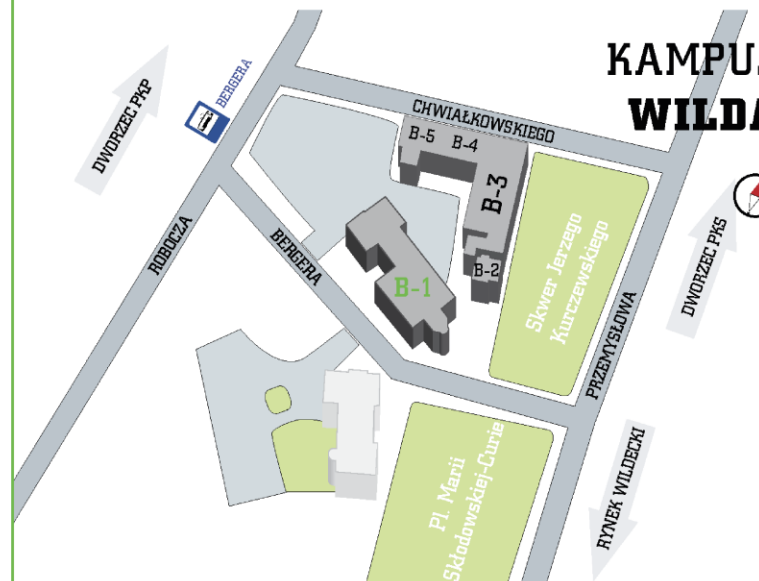 KAMPUS
WILDA
BERGERA
DWORZEC PKP
CHWIAŁKOWSKIEGO
B-5 B-4
B-3
B-2
B-1
ROBOCZA
BERGERA
Skwer Jerzego
Kurczewskiego
DWORZEC PKS
PRZEMYSŁOWA
RYNEK WILDECKI
Pl. Marii
Skłodowskiej-Curie